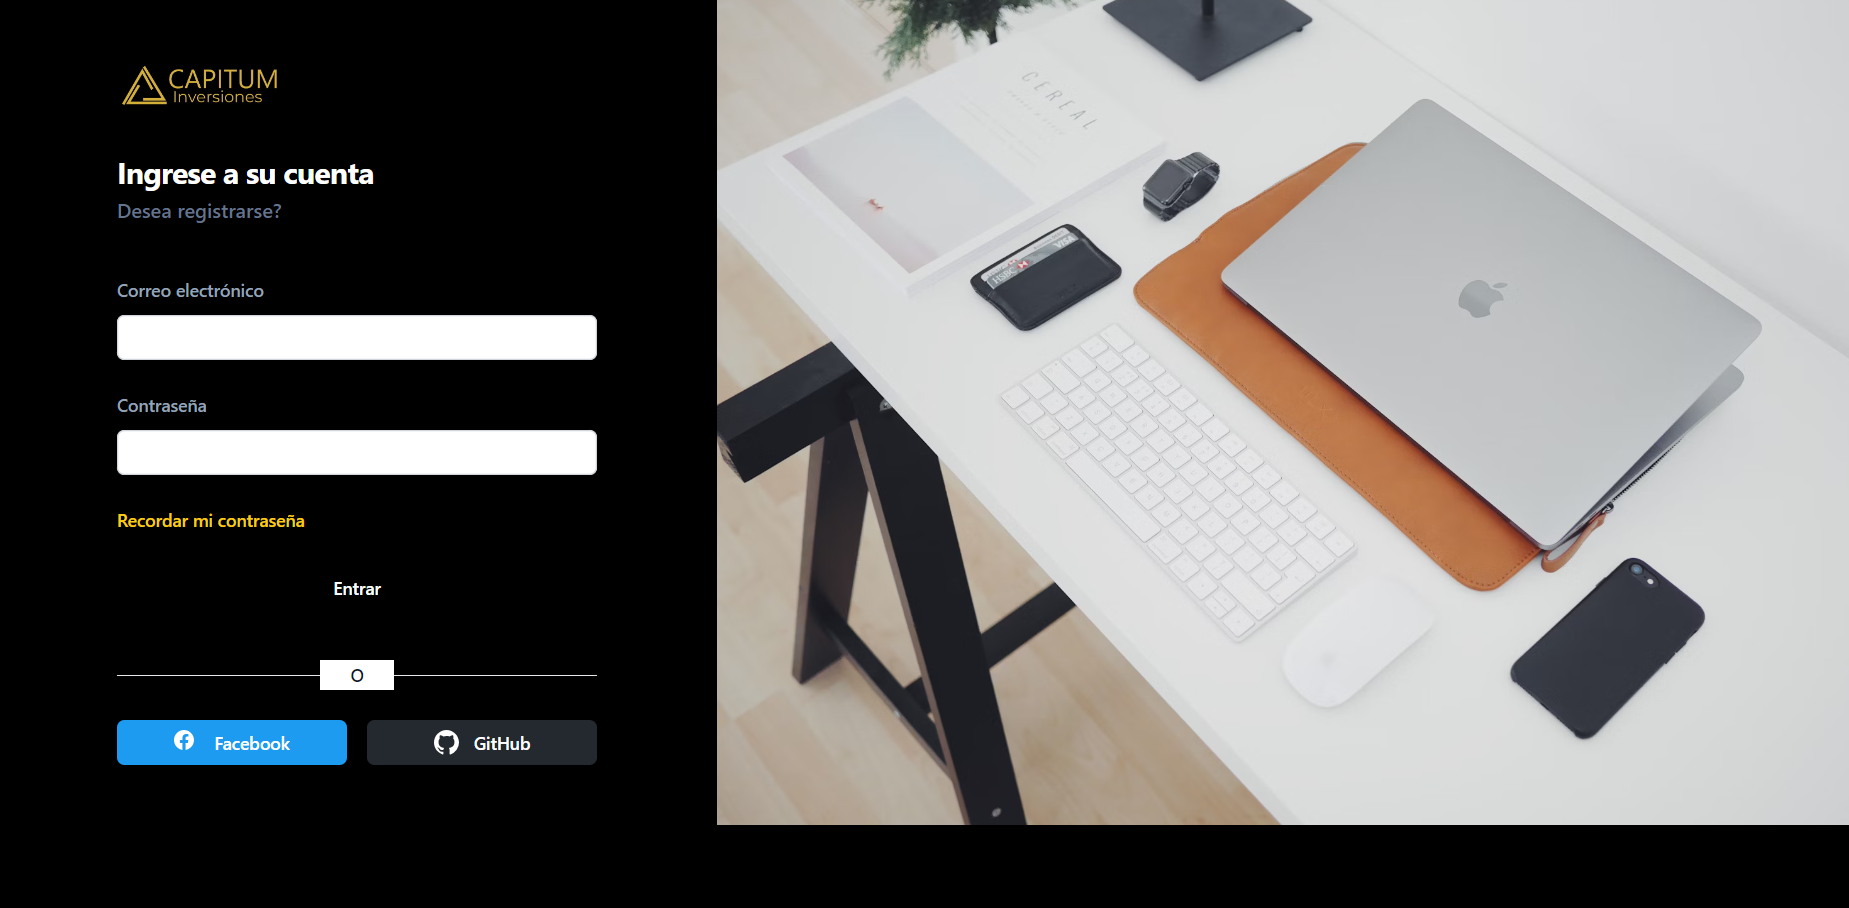 CAPITUM
Inversiones
Ingrese a su cuenta
Desea registrarse?
Correo electrónico
Contraseña
Recordar mi contraseña
Entrar
O
Facebook
GitHub
CEREAL
VISA
HSBC